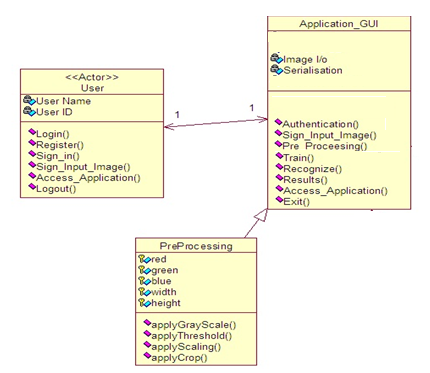 <<Actor>>
User
User Name
User ID
Login()
Register()
Sign_in()
Sign_Input_Image()
Access_Application()
Logout()
1
1
Application_GUI
Image I/o
Serialisation
Authentication()
Sign_Input_Image()
Pre_Proceesing()
Train()
Recognize()
Results()
Access_Application()
Exit()
PreProcessing
red
green
blue
width
height
applyGrayScale()
applyThreshold()
applyScaling()
applyCrop()